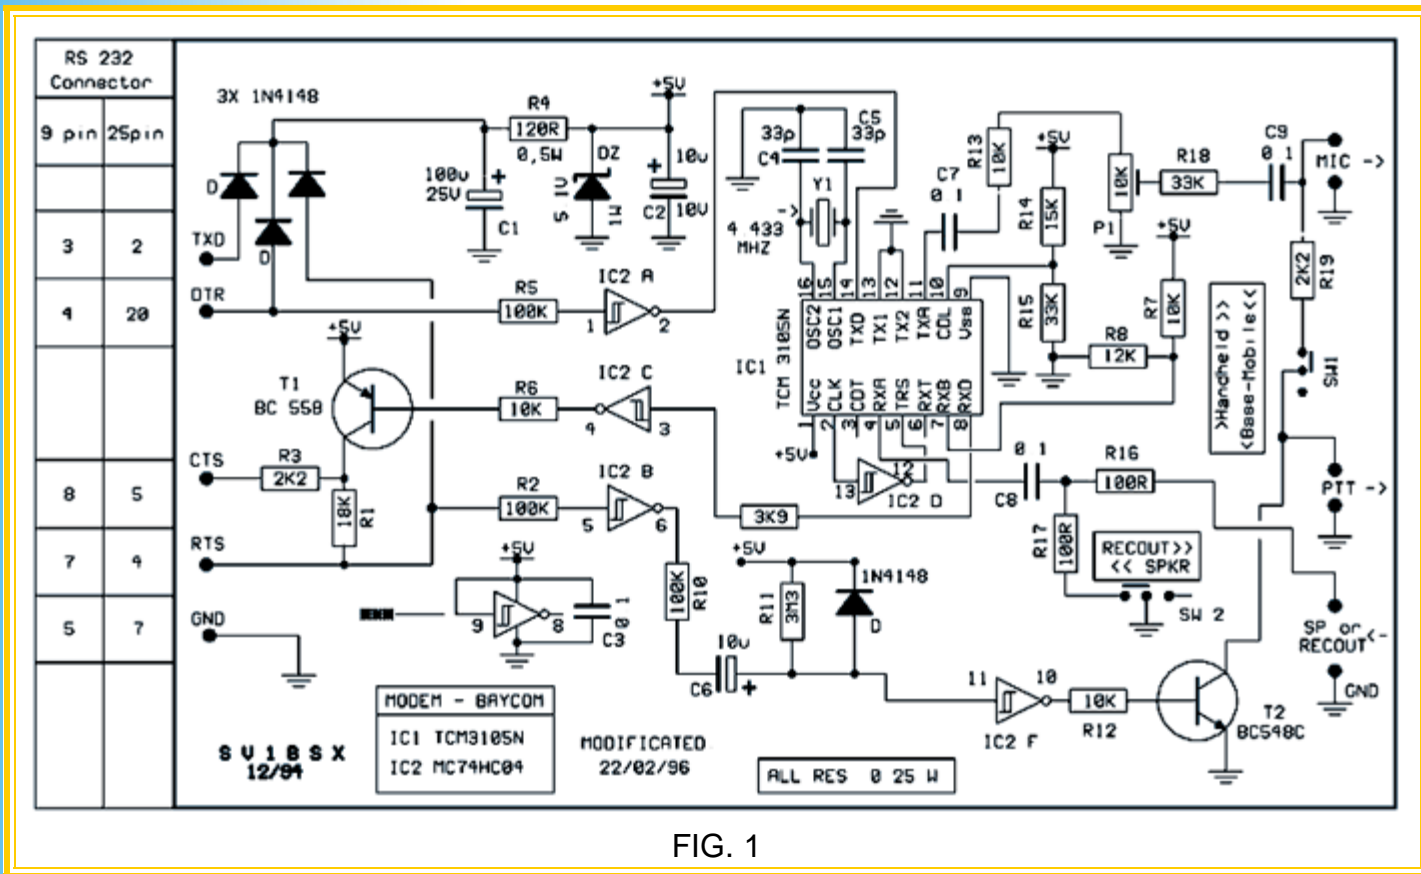 RS 232
Connector
9 pin
25pin
3
2
4
20
8
5
7
4
5
7
3X 1N4148
D
D
TXD
DTR
+5V
T1
BC 558
CTS
R3
2K2
18K
R1
RTS
GND
R4
120R
0,5W
100u
25V
+
C1
DZ
5.1V
1W
+5V
+
10u
C2
10V
R5
100K
IC2 A
1
2
R6
10K
IC2 C
4
3
R2
100K
IC2 B
5
6
+5V
9
8
1
0
C3
R10
100K
10u
C6
+
3K9
+5V
R11
3M3
1N4148
D
33p
C4
C5
33p
Y1
->
4.433
MHZ
C7
0 1
R13
10K
+5V
R14
15K
R15
33K
10K
P1
R18
33K
C9
0 1
MIC ->
+5V
R7
10K
R8
12K
R19
2K2
SW1
>Handheld >>
<Base-Mobile<<
16
15
14
13
12
11
10
9
OSC2
OSC1
TXD
TX1
TX2
TXA
CDL
Vss
IC1
TCM 3105N
Vcc
CLK
CDT
RXA
TRS
RXT
RXB
RXD
1
2
3
4
5
6
7
8
+5V
13
12
IC2 D
0 1
C8
R16
100R
R17
100R
RECOUT>>
<< SPKR
SW 2
PTT ->
SP or
RECOUT
<-
GND
11
10
IC2 F
10K
R12
T2
BC548C
S V 1 B S X
12/94
MODEM - BAYCOM
IC1 TCM3105N
IC2 MC74HC04
MODIFICATED
22/02/96
ALL RES 0 25 W
FIG. 1